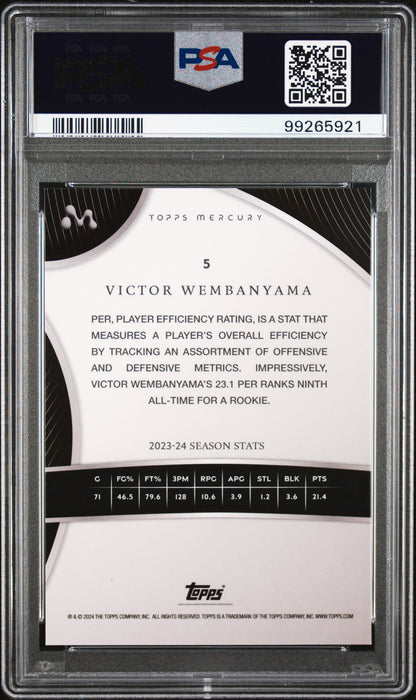 PSA
PSA
99265921
TOPPS MERCURY
5
VICTOR WEMBANYAMA
PER, PLAYER EFFICIENCY RATING, IS A STAT THAT
MEASURES A PLAYER'S OVERALL EFFICIENCY
BY TRACKING AN ASSORTMENT OF OFFENSIVE
AND DEFENSIVE METRICS. IMPRESSIVELY,
VICTOR WEMBANYAMA'S 23.1 PER RANKS NINTH
ALL-TIME FOR A ROOKIE.
2023-24 SEASON STATS
G FG% FT% 3PM RPG APG STL BLK PTS
71 46.5 79.6 128 10.6 3.9 1.2 3.6 21.4
Topps
® & © 2024 THE TOPPS COMPANY, INC. ALL RIGHTS RESERVED. TOPPS IS A TRADEMARK OF THE TOPPS COMPANY, INC. WWW.TOPPS.COM